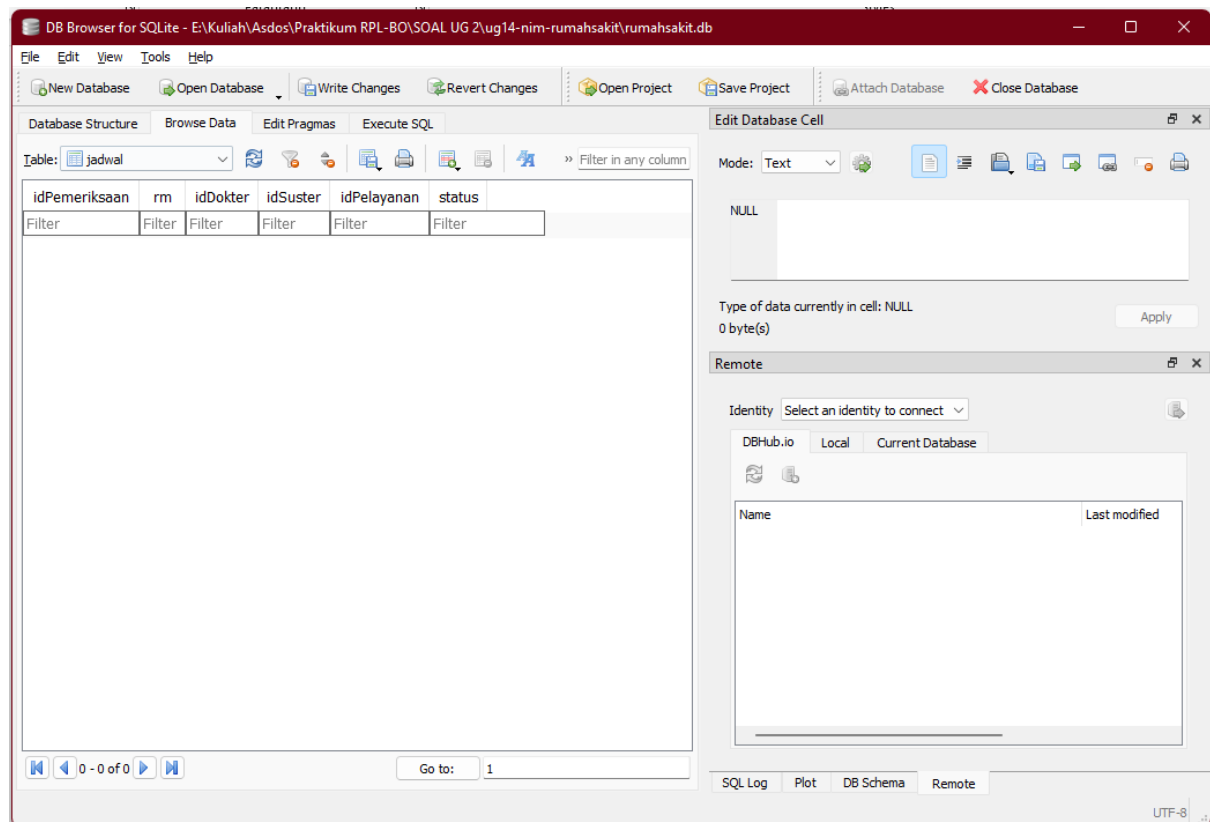 DB Browser for SQLite - E:\Kuliah\Asdos\Praktikum RPL-BO\SOAL UG 2\ug14-nim-rumahsakit\rumahsakit.db
File Edit View Tools Help
New Database Open Database Write Changes Revert Changes Open Project Save Project Attach Database Close Database
Database Structure Browse Data Edit Pragmas Execute SQL
Table: jadwal » Filter in any column
idPemeriksaan rm idDokter idSuster idPelayanan status
Filter Filter Filter Filter Filter Filter
0 - 0 of 0 Go to: 1
Edit Database Cell
Mode: Text
NULL
Type of data currently in cell: NULL
0 byte(s)
Apply
Remote
Identity Select an identity to connect
DBHub.io Local Current Database
Name Last modified
SQL Log Plot DB Schema Remote
UTF-8